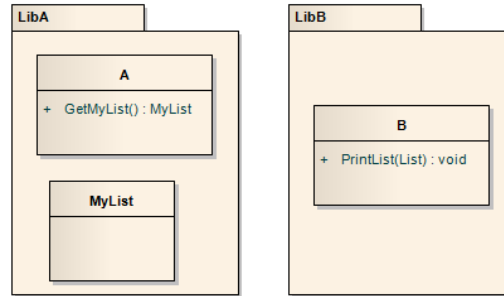 LibA
A
+ GetMyList() : MyList
MyList
LibB
B
+ PrintList(List) : void